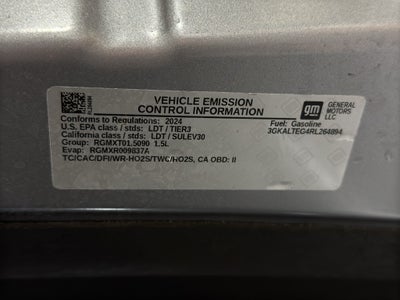 VEHICLE EMISSION
CONTROL INFORMATION
gm
GENERAL
MOTORS
LLC
Conforms to Regulations: 2024
U.S. EPA class / stds: LDT / TIER3
California class / stds: LDT / SULEV30
Group: RGMXT01.5090 1.5L
Evap: RGMXR009837A
TC/CAC/DFI/WR-HO2S/TWC/HO2S, CA OBD: II
Fuel: Gasoline
3GKALTEG4RL264894